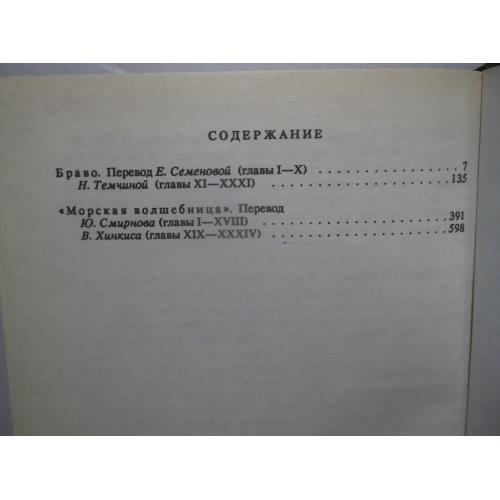 СОДЕРЖАНИЕ
Браво. Перевод Е. Семеновой (главы I—X) . . . . . . . . . . . . . . . 7
Н. Темчиной (главы XI—XXXI) . . . . . . . . . . . . . . . . . . . . 135
«Морская волшебница». Перевод
Ю. Смирнова (главы I—XVIII) . . . . . . . . . . . . . . . . . . . . 391
В. Хинкиса (главы XIX—XXXIV) . . . . . . . . . . . . . . . . . . . 598